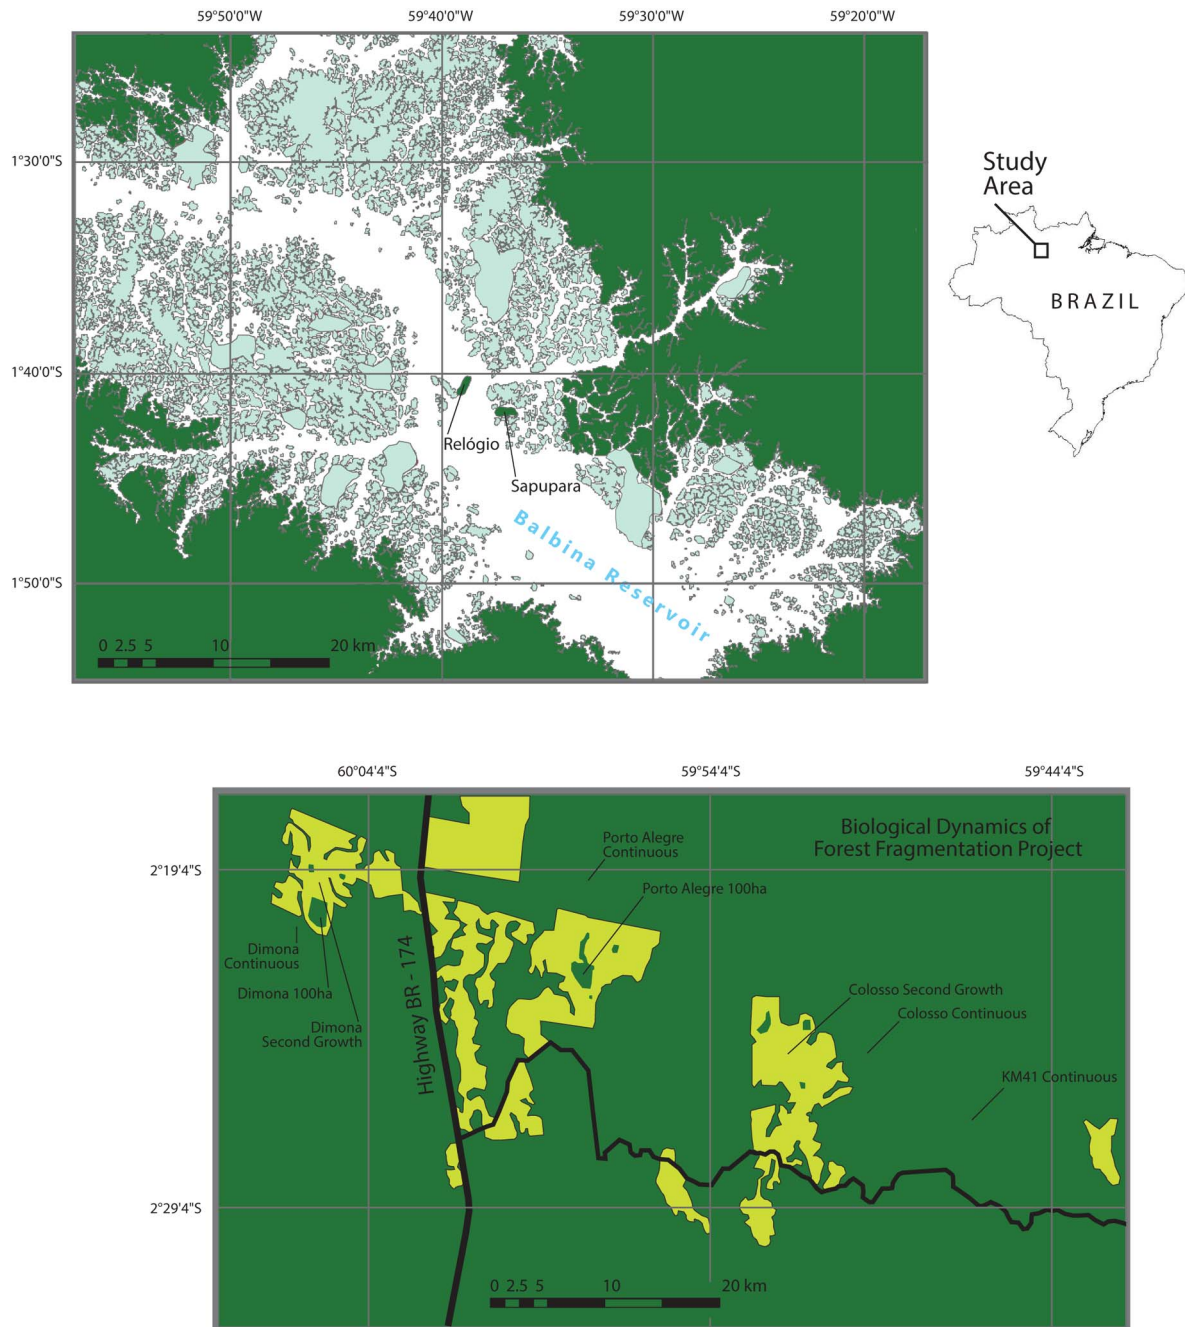 59°50'0"W
59°40'0"W
59°30'0"W
59°20'0"W
1°30'0"S
1°40'0"S
1°50'0"S
Relógio
Sapupara
Balbina Reservoir
0 2.5 5 10 20 km
Study
Area
BRAZIL
60°04'4"S
59°54'4"S
59°44'4"S
2°19'4"S
2°29'4"S
Biological Dynamics of
Forest Fragmentation Project
Porto Alegre
Continuous
Porto Alegre 100ha
Dimona
Continuous
Dimona 100ha
Dimona
Second Growth
Highway BR - 174
Colosso Second Growth
Colosso Continuous
KM41 Continuous
0 2.5 5 10 20 km